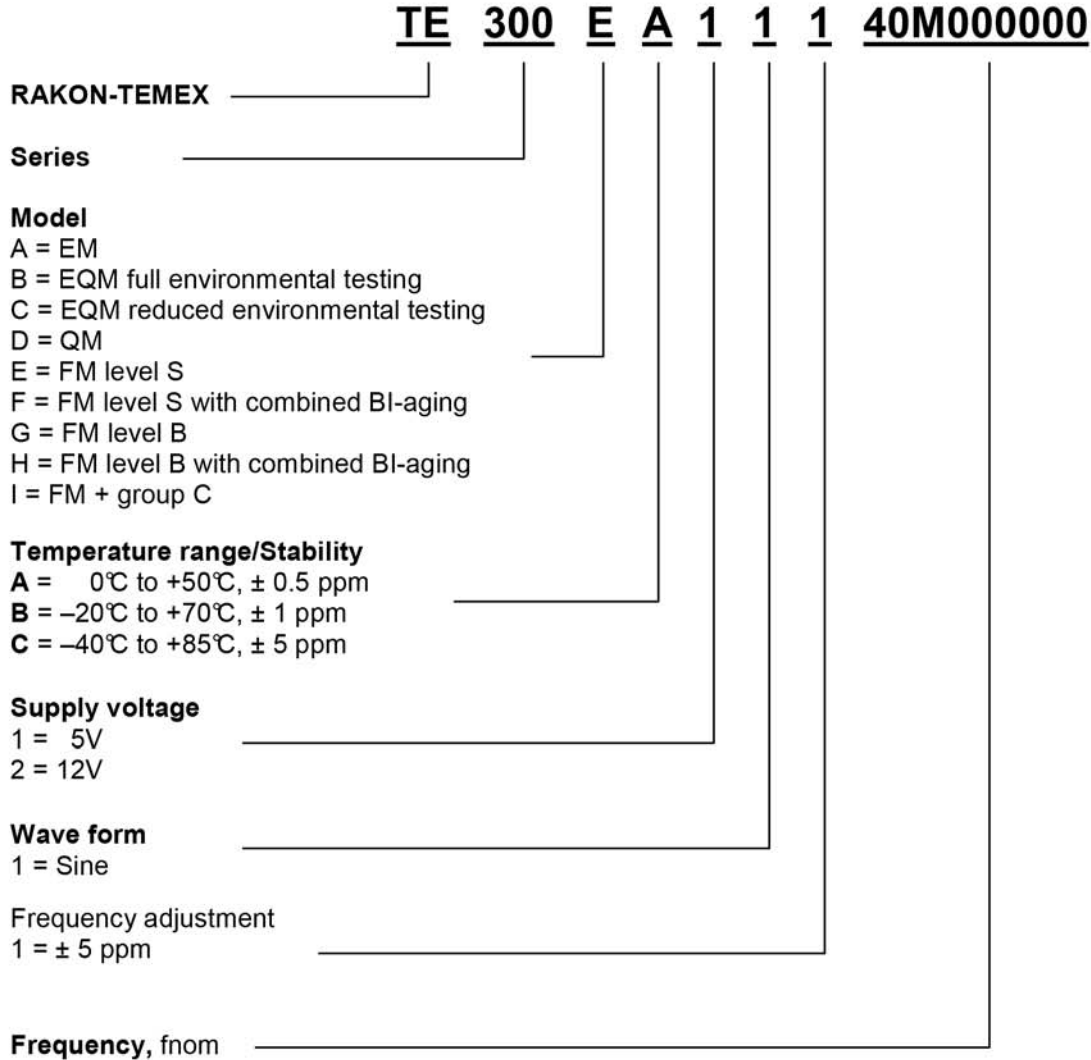 TE 300 E A 1 1 1 40M000000
RAKON-TEMEX
Series
Model
A = EM
B = EQM full environmental testing
C = EQM reduced environmental testing
D = QM
E = FM level S
F = FM level S with combined BI-aging
G = FM level B
H = FM level B with combined BI-aging
I = FM + group C
Temperature range/Stability
A = 0°C to +50°C, ± 0.5 ppm
B = –20°C to +70°C, ± 1 ppm
C = –40°C to +85°C, ± 5 ppm
Supply voltage
1 = 5V
2 = 12V
Wave form
1 = Sine
Frequency adjustment
1 = ± 5 ppm
Frequency, fnom